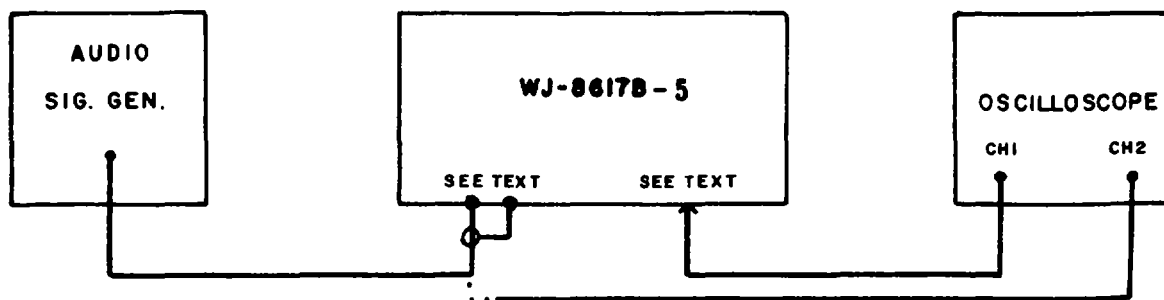 AUDIO
SIG. GEN.
WJ-8617B-5
SEE TEXT
SEE TEXT
OSCILLOSCOPE
CH1
CH2